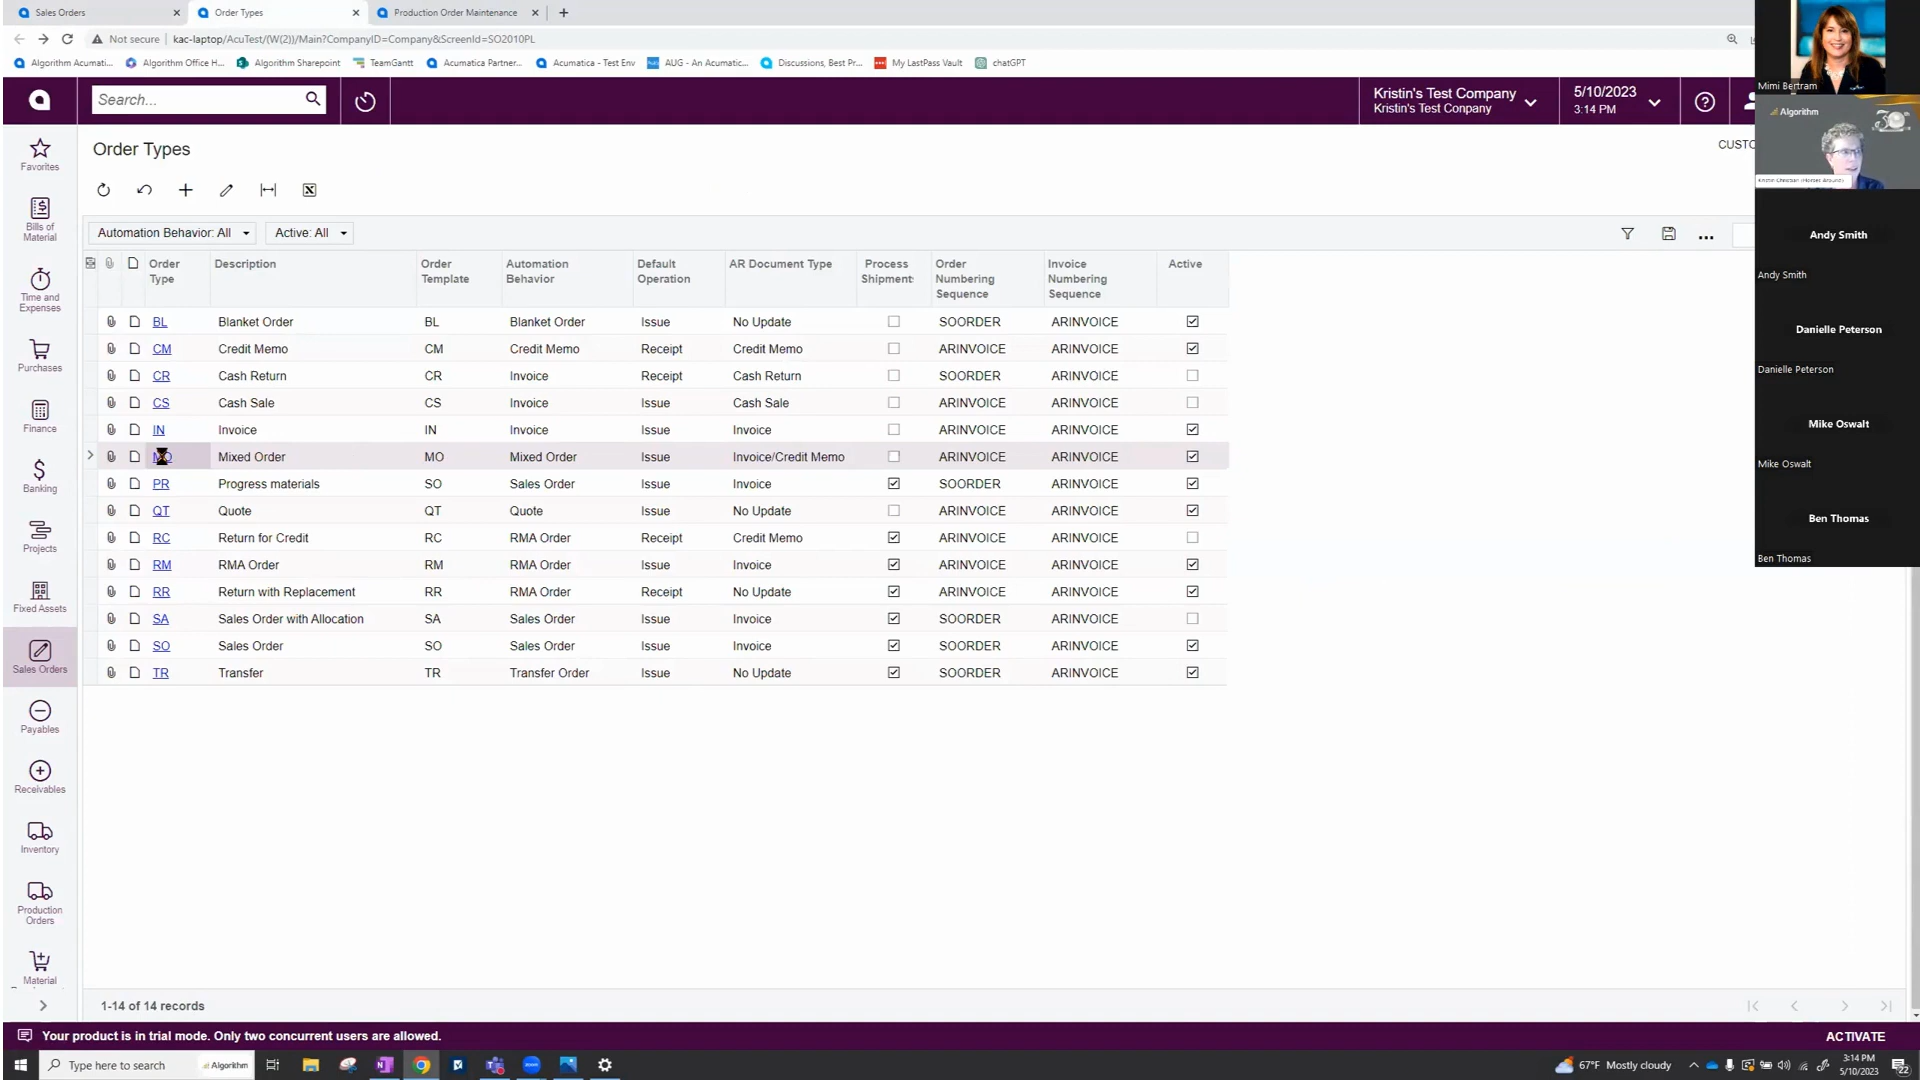 Sales Orders
Order Types
Production Order Maintenance
Not secure
kac-laptop/AcuTest/(W(2))/Main?CompanyID=Company&ScreenId=SO2010PL
Algorithm Acumati...
Algorithm Office H...
Algorithm Sharepoint
TeamGantt
Acumatica Partner...
Acumatica - Test Env
AUG - An Acumatic...
Discussions, Best Pr...
My LastPass Vault
chatGPT
Search...
Kristin's Test Company
Kristin's Test Company
5/10/2023
3:14 PM
Favorites
Bills of
Material
Time and
Expenses
Purchases
Finance
Banking
Projects
Fixed Assets
Sales Orders
Payables
Receivables
Inventory
Production
Orders
Material
Order Types
CUSTO
Automation Behavior: All
Active: All
Order Type Description Order Template Automation Behavior Default Operation AR Document Type Process Shipment Order Numbering Sequence Invoice Numbering Sequence Active
BL Blanket Order BL Blanket Order Issue No Update SOORDER ARINVOICE
CM Credit Memo CM Credit Memo Receipt Credit Memo ARINVOICE ARINVOICE
CR Cash Return CR Invoice Receipt Cash Return SOORDER ARINVOICE
CS Cash Sale CS Invoice Issue Cash Sale ARINVOICE ARINVOICE
IN Invoice IN Invoice Issue Invoice ARINVOICE ARINVOICE
MO Mixed Order MO Mixed Order Issue Invoice/Credit Memo ARINVOICE ARINVOICE
PR Progress materials SO Sales Order Issue Invoice SOORDER ARINVOICE
QT Quote QT Quote Issue No Update SOORDER ARINVOICE
RC Return for Credit RC RMA Order Receipt Credit Memo SOORDER ARINVOICE
RM RMA Order RM RMA Order Issue Invoice SOORDER ARINVOICE
RR Return with Replacement RR RMA Order Receipt No Update SOORDER ARINVOICE
SA Sales Order with Allocation SA Sales Order Issue Invoice SOORDER ARINVOICE
SO Sales Order SO Sales Order Issue Invoice SOORDER ARINVOICE
TR Transfer TR Transfer Order Issue No Update SOORDER ARINVOICE
1-14 of 14 records
Mimi Bertram
Algorithm
30
Kristin Christian (Horses Around)
Andy Smith
Andy Smith
Danielle Peterson
Danielle Peterson
Mike Oswalt
Mike Oswalt
Ben Thomas
Ben Thomas
Your product is in trial mode. Only two concurrent users are allowed.
ACTIVATE
Type here to search
Algorithm
67°F Mostly cloudy
3:14 PM
5/10/2023
22